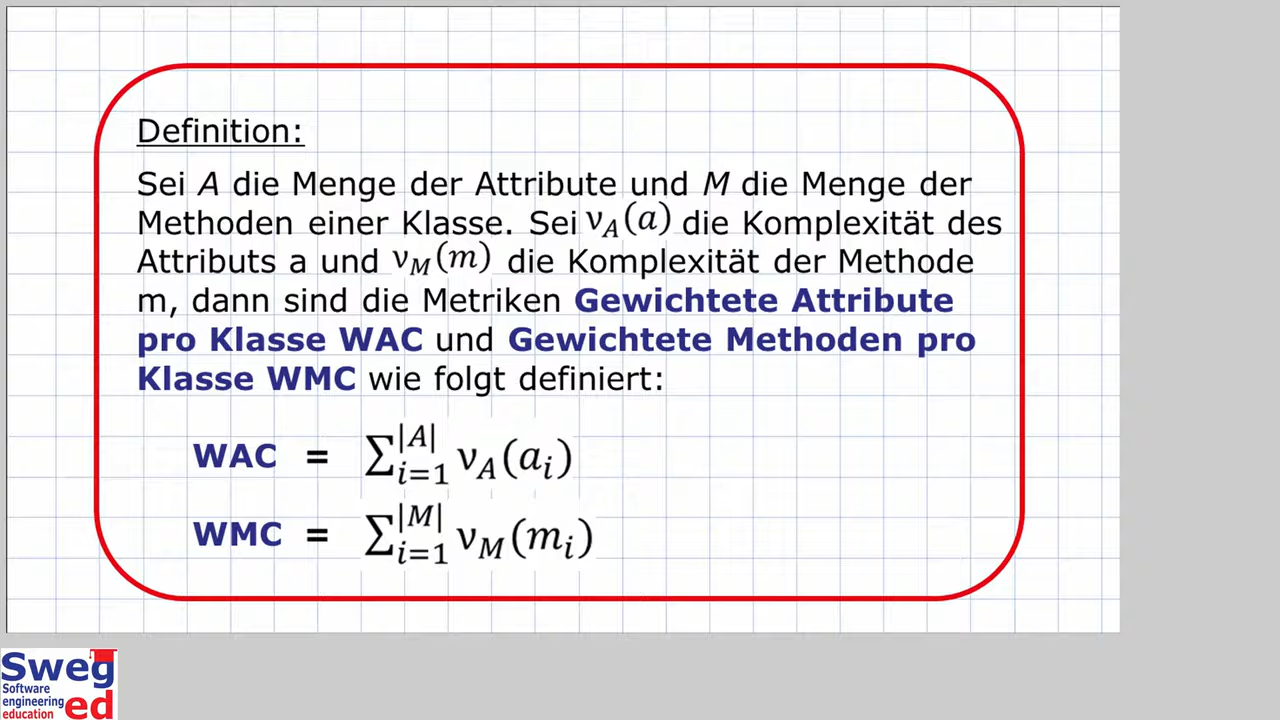 Definition:
Sei A die Menge der Attribute und M die Menge der
Methoden einer Klasse. Sei ν_A(a) die Komplexität des
Attributs a und ν_M(m) die Komplexität der Methode
m, dann sind die Metriken Gewichtete Attribute
pro Klasse WAC und Gewichtete Methoden pro
Klasse WMC wie folgt definiert:
WAC = ∑_{i=1}^{|A|} ν_A(a_i)
WMC = ∑_{i=1}^{|M|} ν_M(m_i)
Sweg
Software
engineering
education ed